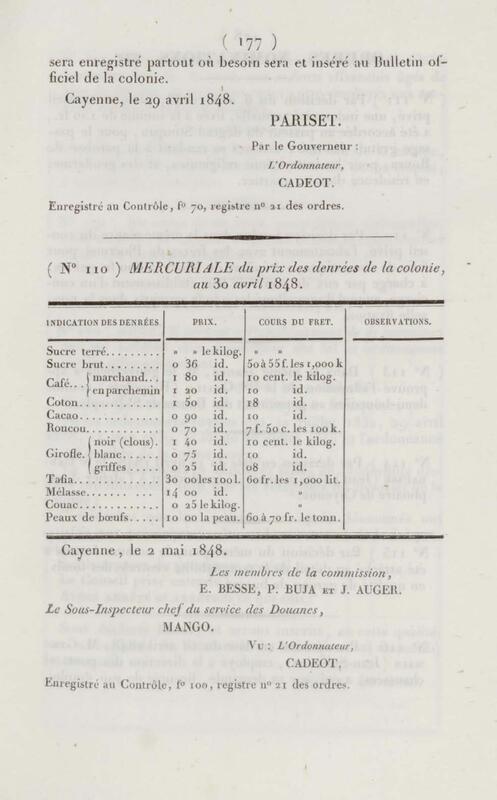 ( 177 )
sera enregistré partout où besoin sera et inséré au Bulletin of-
ficiel de la colonie.
Cayenne, le 29 avril 1848.
PARISET.
Par le Gouverneur :
L'Ordonnateur,
CADEOT.
Enregistré au Contrôle, f° 70, registre n° 21 des ordres.
( N° 110 ) MERCURIALE du prix des denrées de la colonie,
au 30 avril 1848.
INDICATION DES DENRÉES PRIX. COURS DU FRET. OBSERVATIONS.
Sucre terré......... » » le kilog. » »
Sucre brut......... 0 36 id. 50 à 55 f. les 1,000 k
Café... { marchand... 1 80 id. 10 cent. le kilog.
{ en parchemin 1 20 id. 10 id.
Coton............ 1 50 id. 18 id.
Cacao............ 0 90 id. 10 id.
Roucou........... 0 70 id. 7 f. 50 c. les 100 k.
{ noir (clous). 1 40 id. 10 cent. le kilog.
Girofle. { blanc...... 0 75 id. 10 id.
{ griffes ..... 0 25 id. 08 id.
Tafia............. 30 00 les 100 l. 60 fr. les 1,000 lit.
Mélasse........... 14 00 id. »
Couac............ 0 25 le kilog. »
Peaux de bœufs..... 10 00 la peau. 60 à 70 fr. le tonn.
Cayenne, le 2 mai 1848.
Les membres de la commission,
E. BESSE, P. BUJA ET J. AUGER.
Le Sous-Inspecteur chef du service des Douanes,
MANGO.
VU : L'Ordonnateur,
CADEOT,
Enregistré au Contrôle, f° 100, registre n° 21 des ordres.